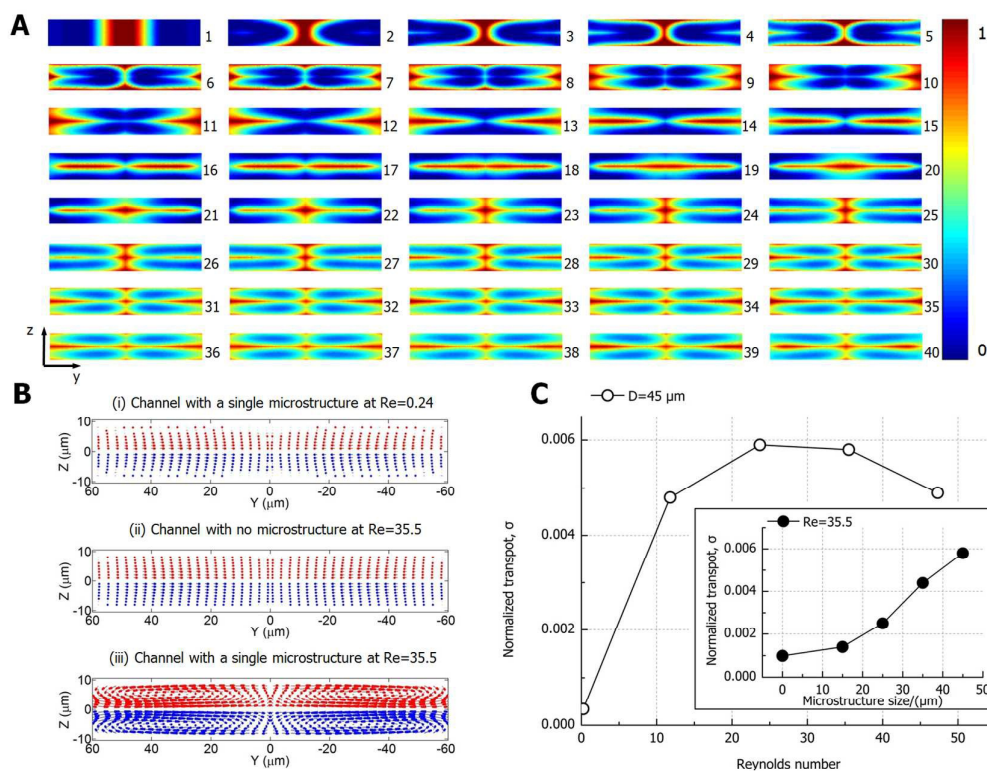 A
1 2 3 4 5
6 7 8 9 10
11 12 13 14 15
16 17 18 19 20
21 22 23 24 25
26 27 28 29 30
31 32 33 34 35
36 37 38 39 40
1
0
z
y
B
(i) Channel with a single microstructure at Re=0.24
Z (μm)
10
0
-10
60 40 20 0 -20 -40 -60
Y (μm)
(ii) Channel with no microstructure at Re=35.5
Z (μm)
10
0
-10
60 40 20 0 -20 -40 -60
Y (μm)
(iii) Channel with a single microstructure at Re=35.5
Z (μm)
10
0
-10
60 40 20 0 -20 -40 -60
Y (μm)
C
D=45 μm
Normalized transpot, σ
0.006
0.004
0.002
0.000
0 10 20 30 40 50
Reynolds number
Re=35.5
Normalized transpot, σ
0.006
0.004
0.002
0.000
0 10 20 30 40 50
Microstructure size/(μm)